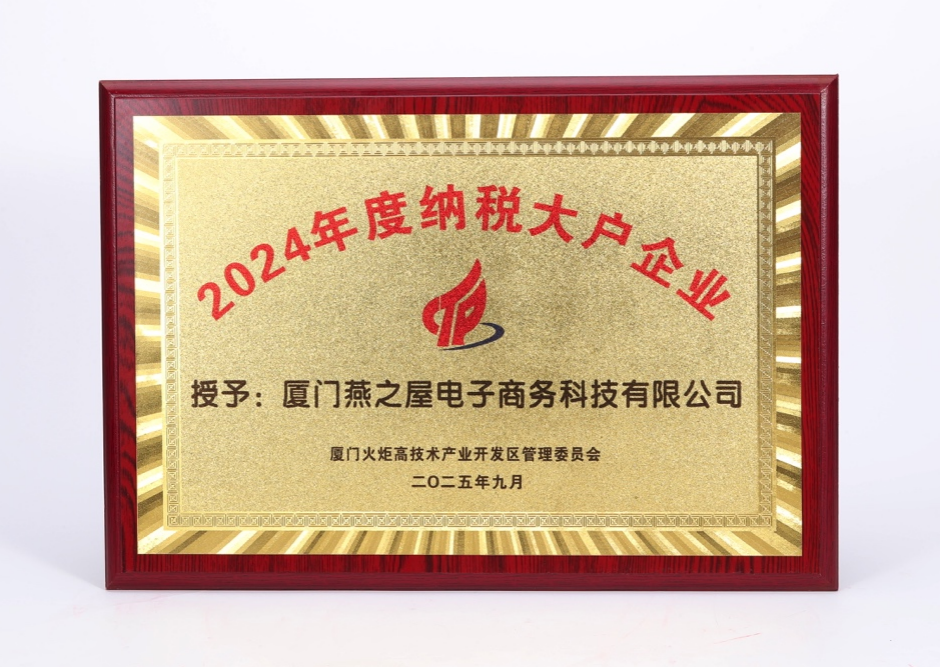 2024年度纳税大户企业
授予：厦门燕之屋电子商务科技有限公司
厦门火炬高技术产业开发区管理委员会
二〇二五年九月